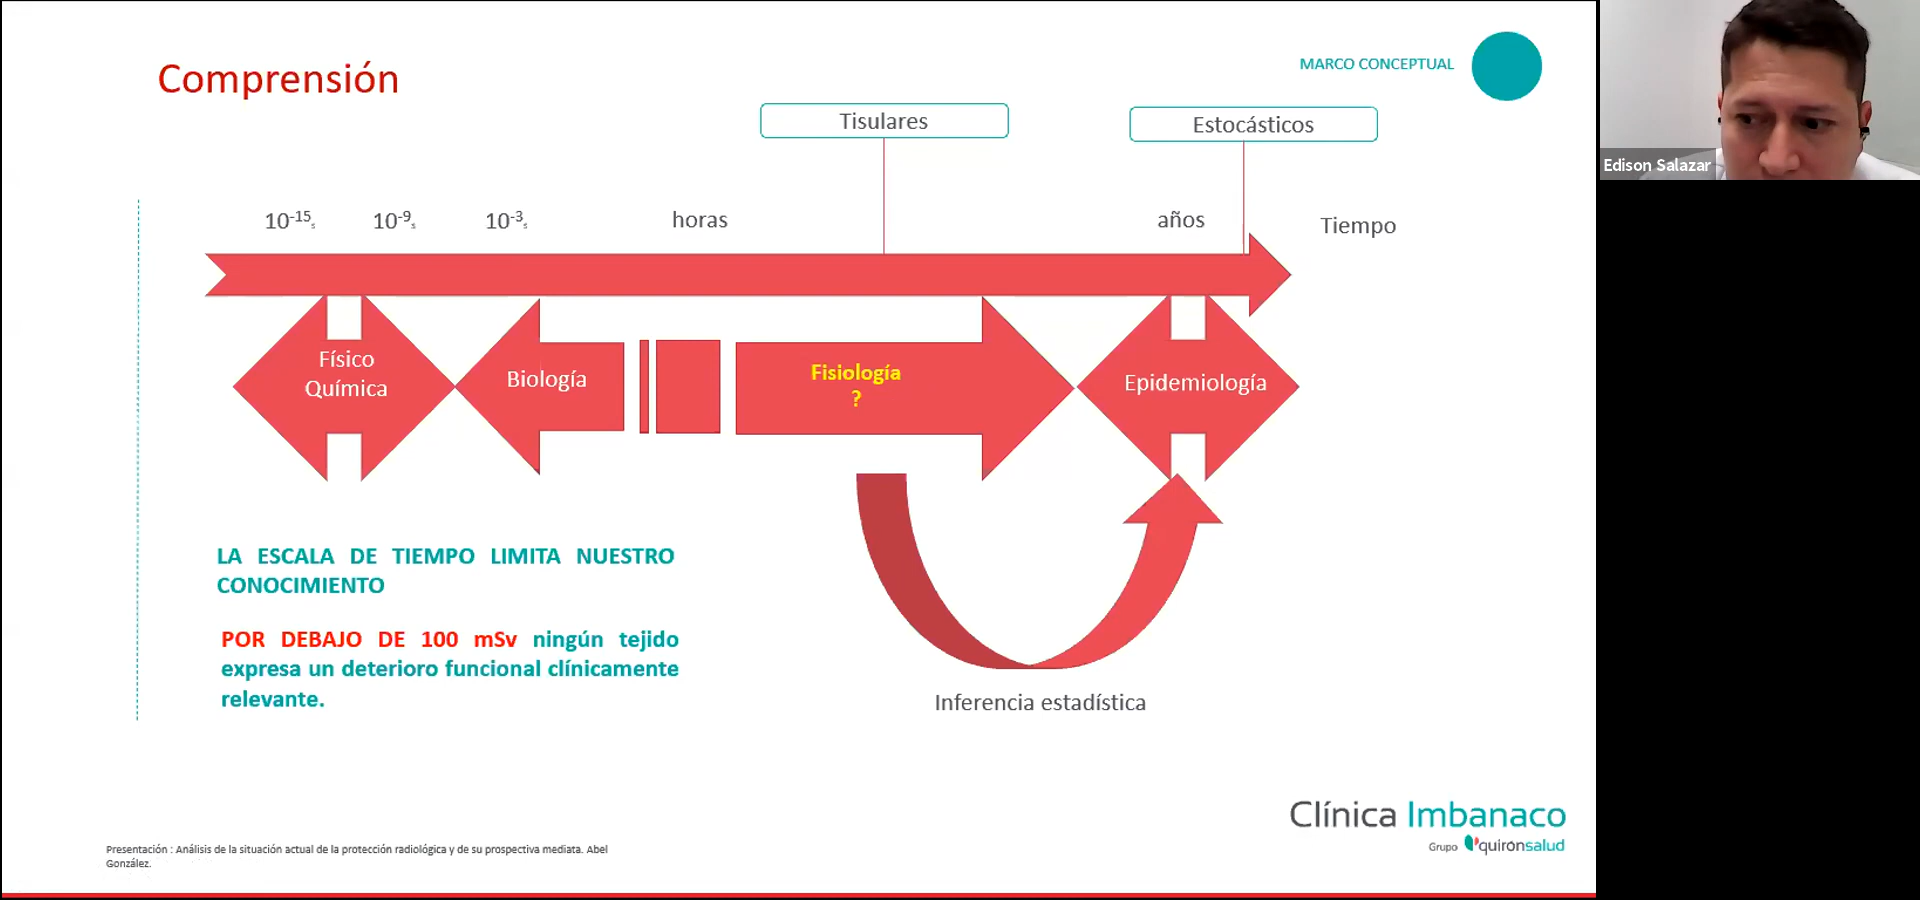 Comprensión
MARCO CONCEPTUAL
Tisulares
Estocásticos
10-15s
10-9s
10-3s
horas
años
Tiempo
Físico
Química
Biología
Fisiología
?
Epidemiología
LA ESCALA DE TIEMPO LIMITA NUESTRO
CONOCIMIENTO
POR DEBAJO DE 100 mSv ningún tejido
expresa un deterioro funcional clínicamente
relevante.
Inferencia estadística
Clínica Imbanaco
Grupo quirónsalud
Presentación : Análisis de la situación actual de la protección radiológica y de su prospectiva mediata. Abel
González.
Edison Salazar